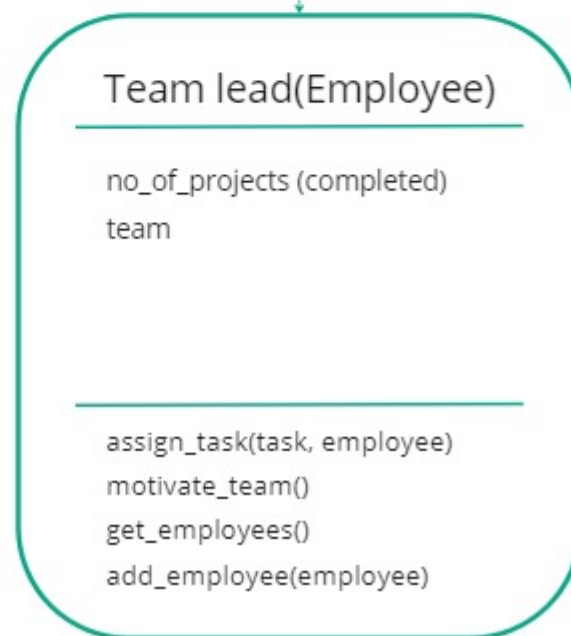 Team lead(Employee)
no_of_projects (completed)
team
assign_task(task, employee)
motivate_team()
get_employees()
add_employee(employee)